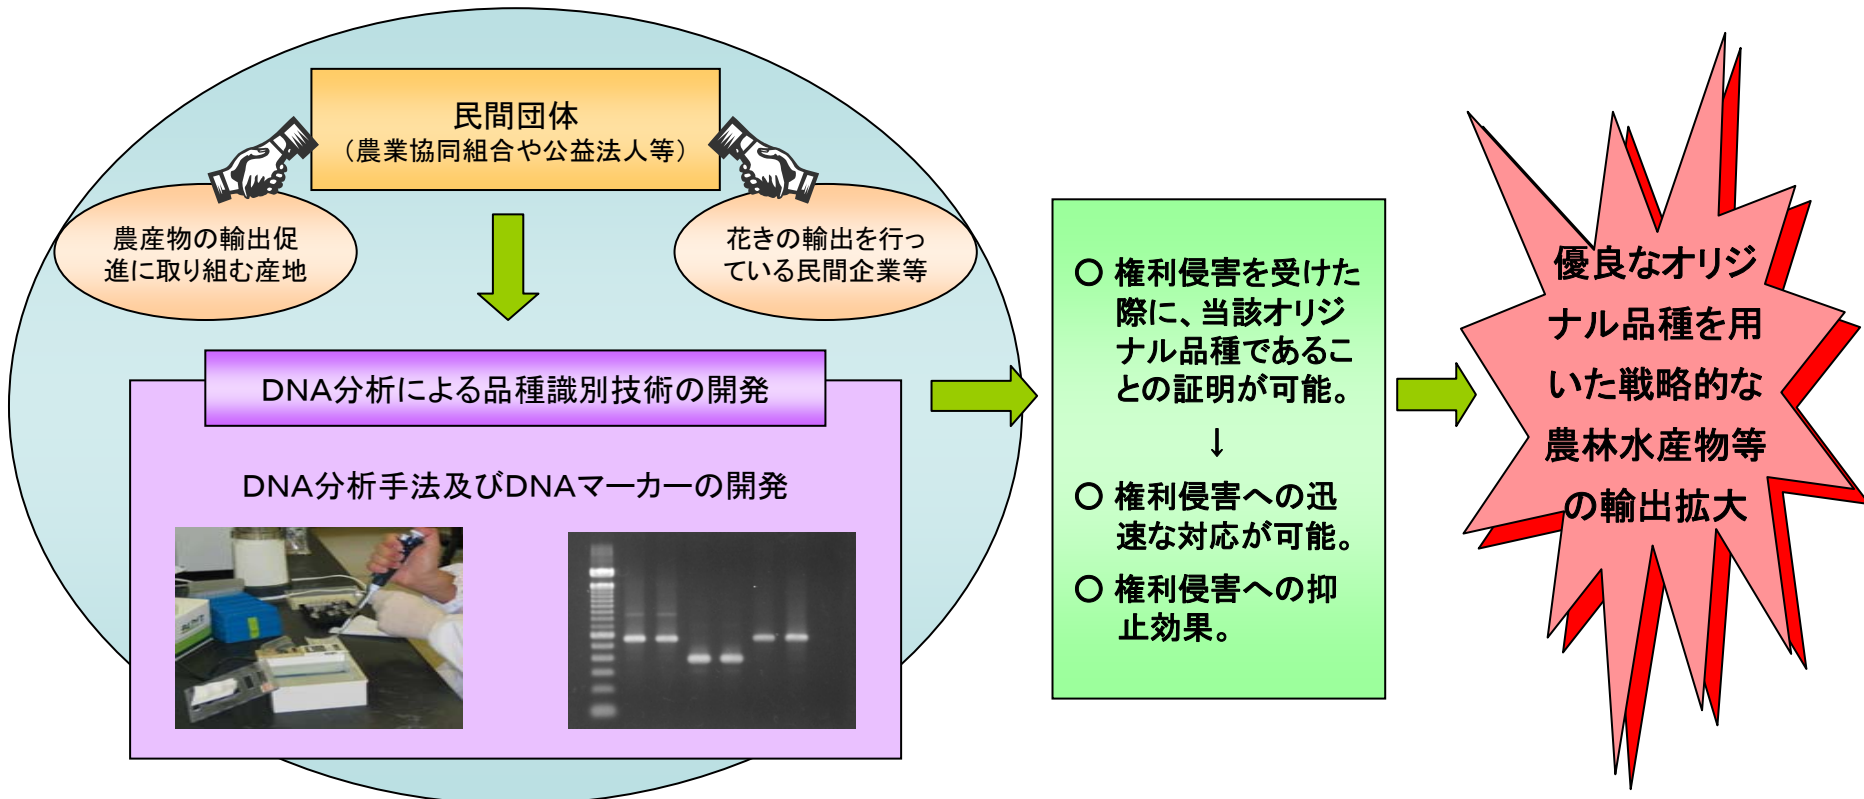 民間団体
（農業協同組合や公益法人等）
農産物の輸出促
進に取り組む産地
花きの輸出を行っ
ている民間企業等
DNA分析による品種識別技術の開発
DNA分析手法及びDNAマーカーの開発
○ 権利侵害を受けた
際に、当該オリジ
ナル品種であるこ
との証明が可能。
↓
○ 権利侵害への迅
速な対応が可能。
○ 権利侵害への抑
止効果。
優良なオリジ
ナル品種を用
いた戦略的な
農林水産物等
の輸出拡大